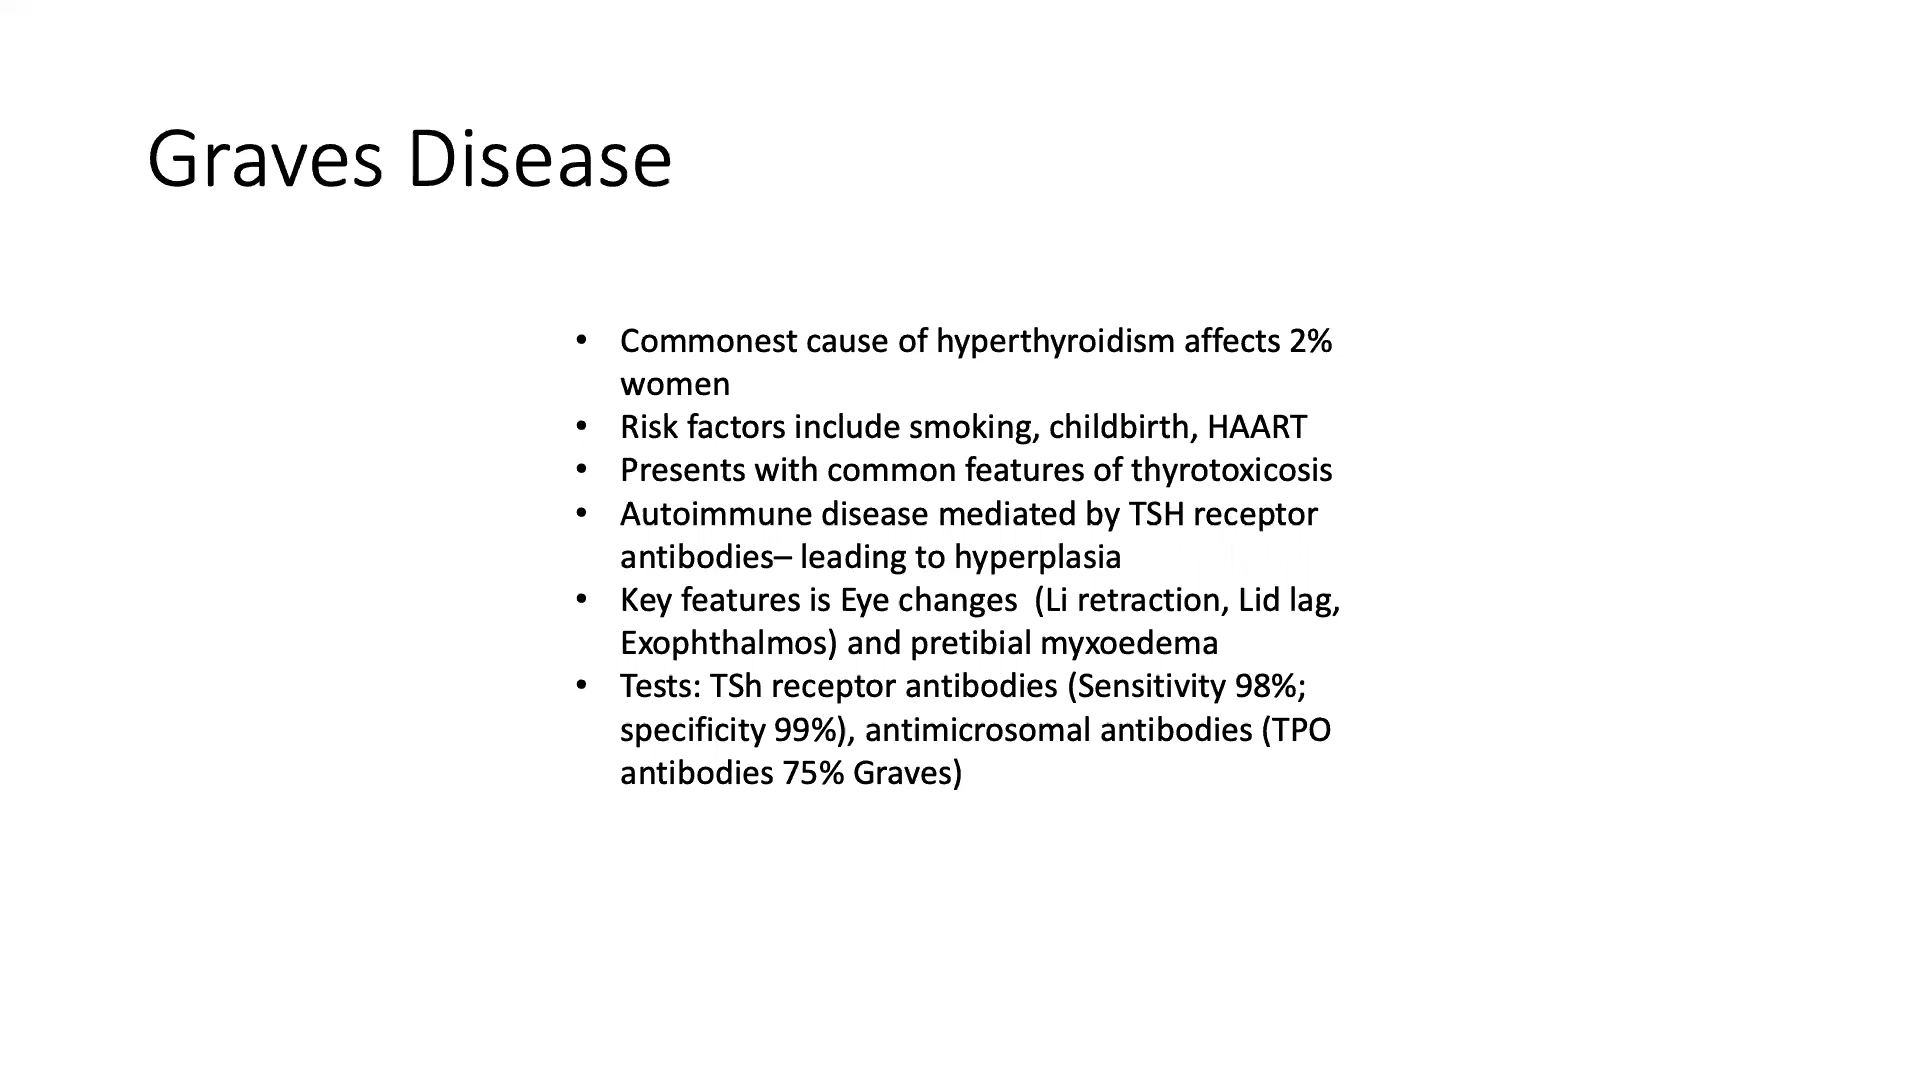 Graves Disease
• Commonest cause of hyperthyroidism affects 2%
women
• Risk factors include smoking, childbirth, HAART
• Presents with common features of thyrotoxicosis
• Autoimmune disease mediated by TSH receptor
antibodies– leading to hyperplasia
• Key features is Eye changes  (Li retraction, Lid lag,
Exophthalmos) and pretibial myxoedema
• Tests: TSh receptor antibodies (Sensitivity 98%;
specificity 99%), antimicrosomal antibodies (TPO
antibodies 75% Graves)